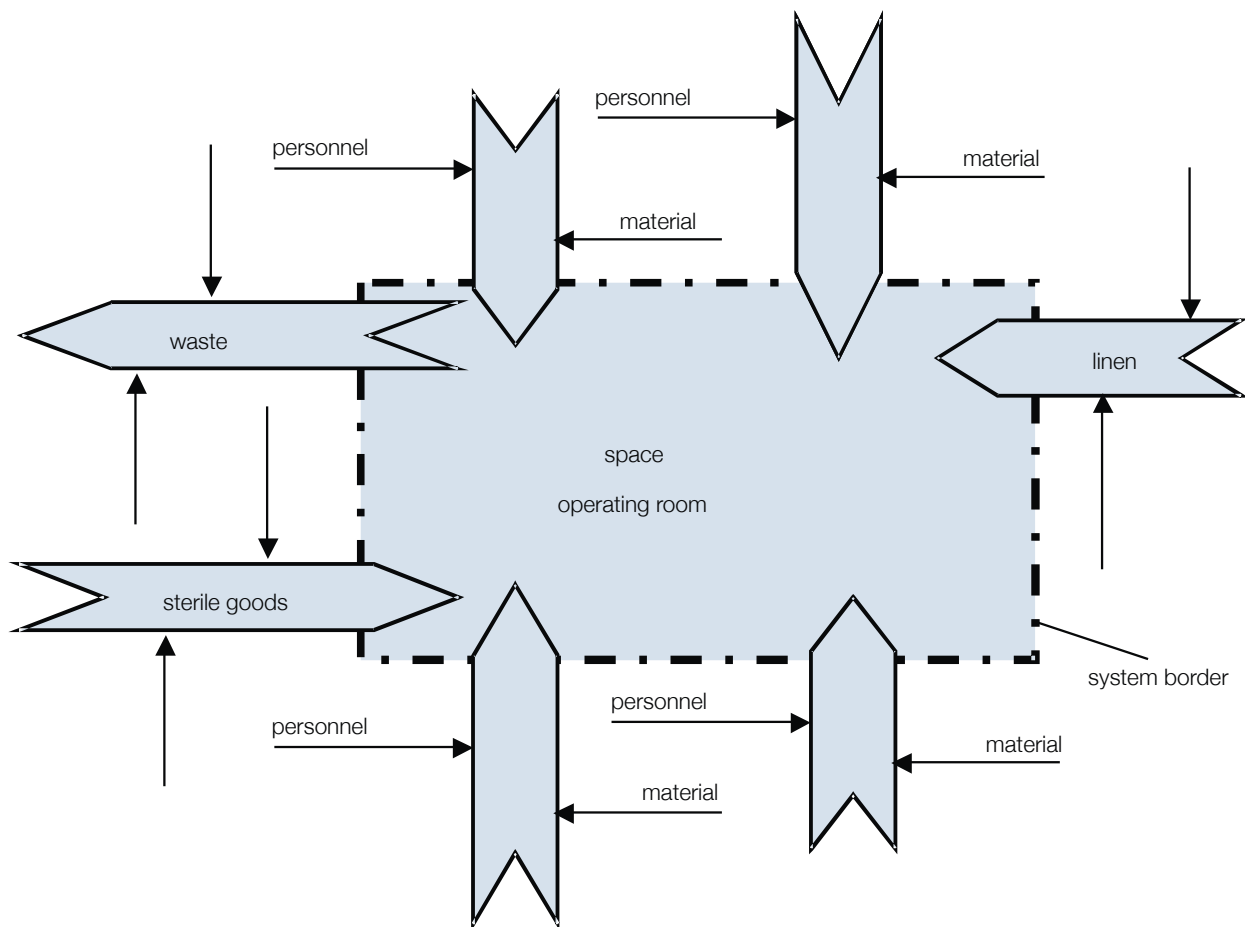 personnel
personnel
material
material
waste
linen
space
operating room
sterile goods
system border
personnel
personnel
material
material